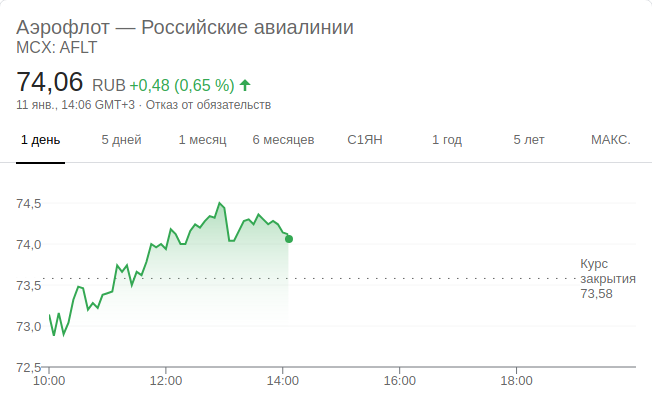 Аэрофлот — Российские авиалинии
MCX: AFLT
74,06 RUB +0,48 (0,65 %)
11 янв., 14:06 GMT+3 · Отказ от обязательств
1 день 5 дней 1 месяц 6 месяцев С1ЯН 1 год 5 лет МАКС.
74,5
74,0
73,5
73,0
72,5
Курс
закрытия
73,58
10:00 12:00 14:00 16:00 18:00